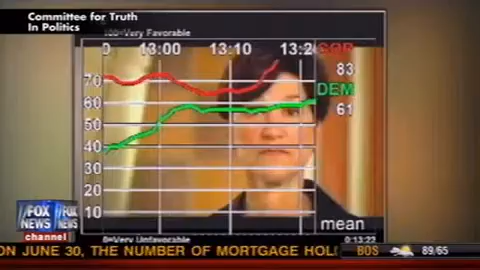 Committee for Truth
In Politics
100=Very Favorable
0 13:00 13:10 13:2 GOP
83
DEM
61
70
60
50
40
30
20
10
mean
0=Very Unfavorable
0:13:22
FOX
NEWS
FOX
NEWS
channel
ON JUNE 30, THE NUMBER OF MORTGAGE HOL
BOS 89/65